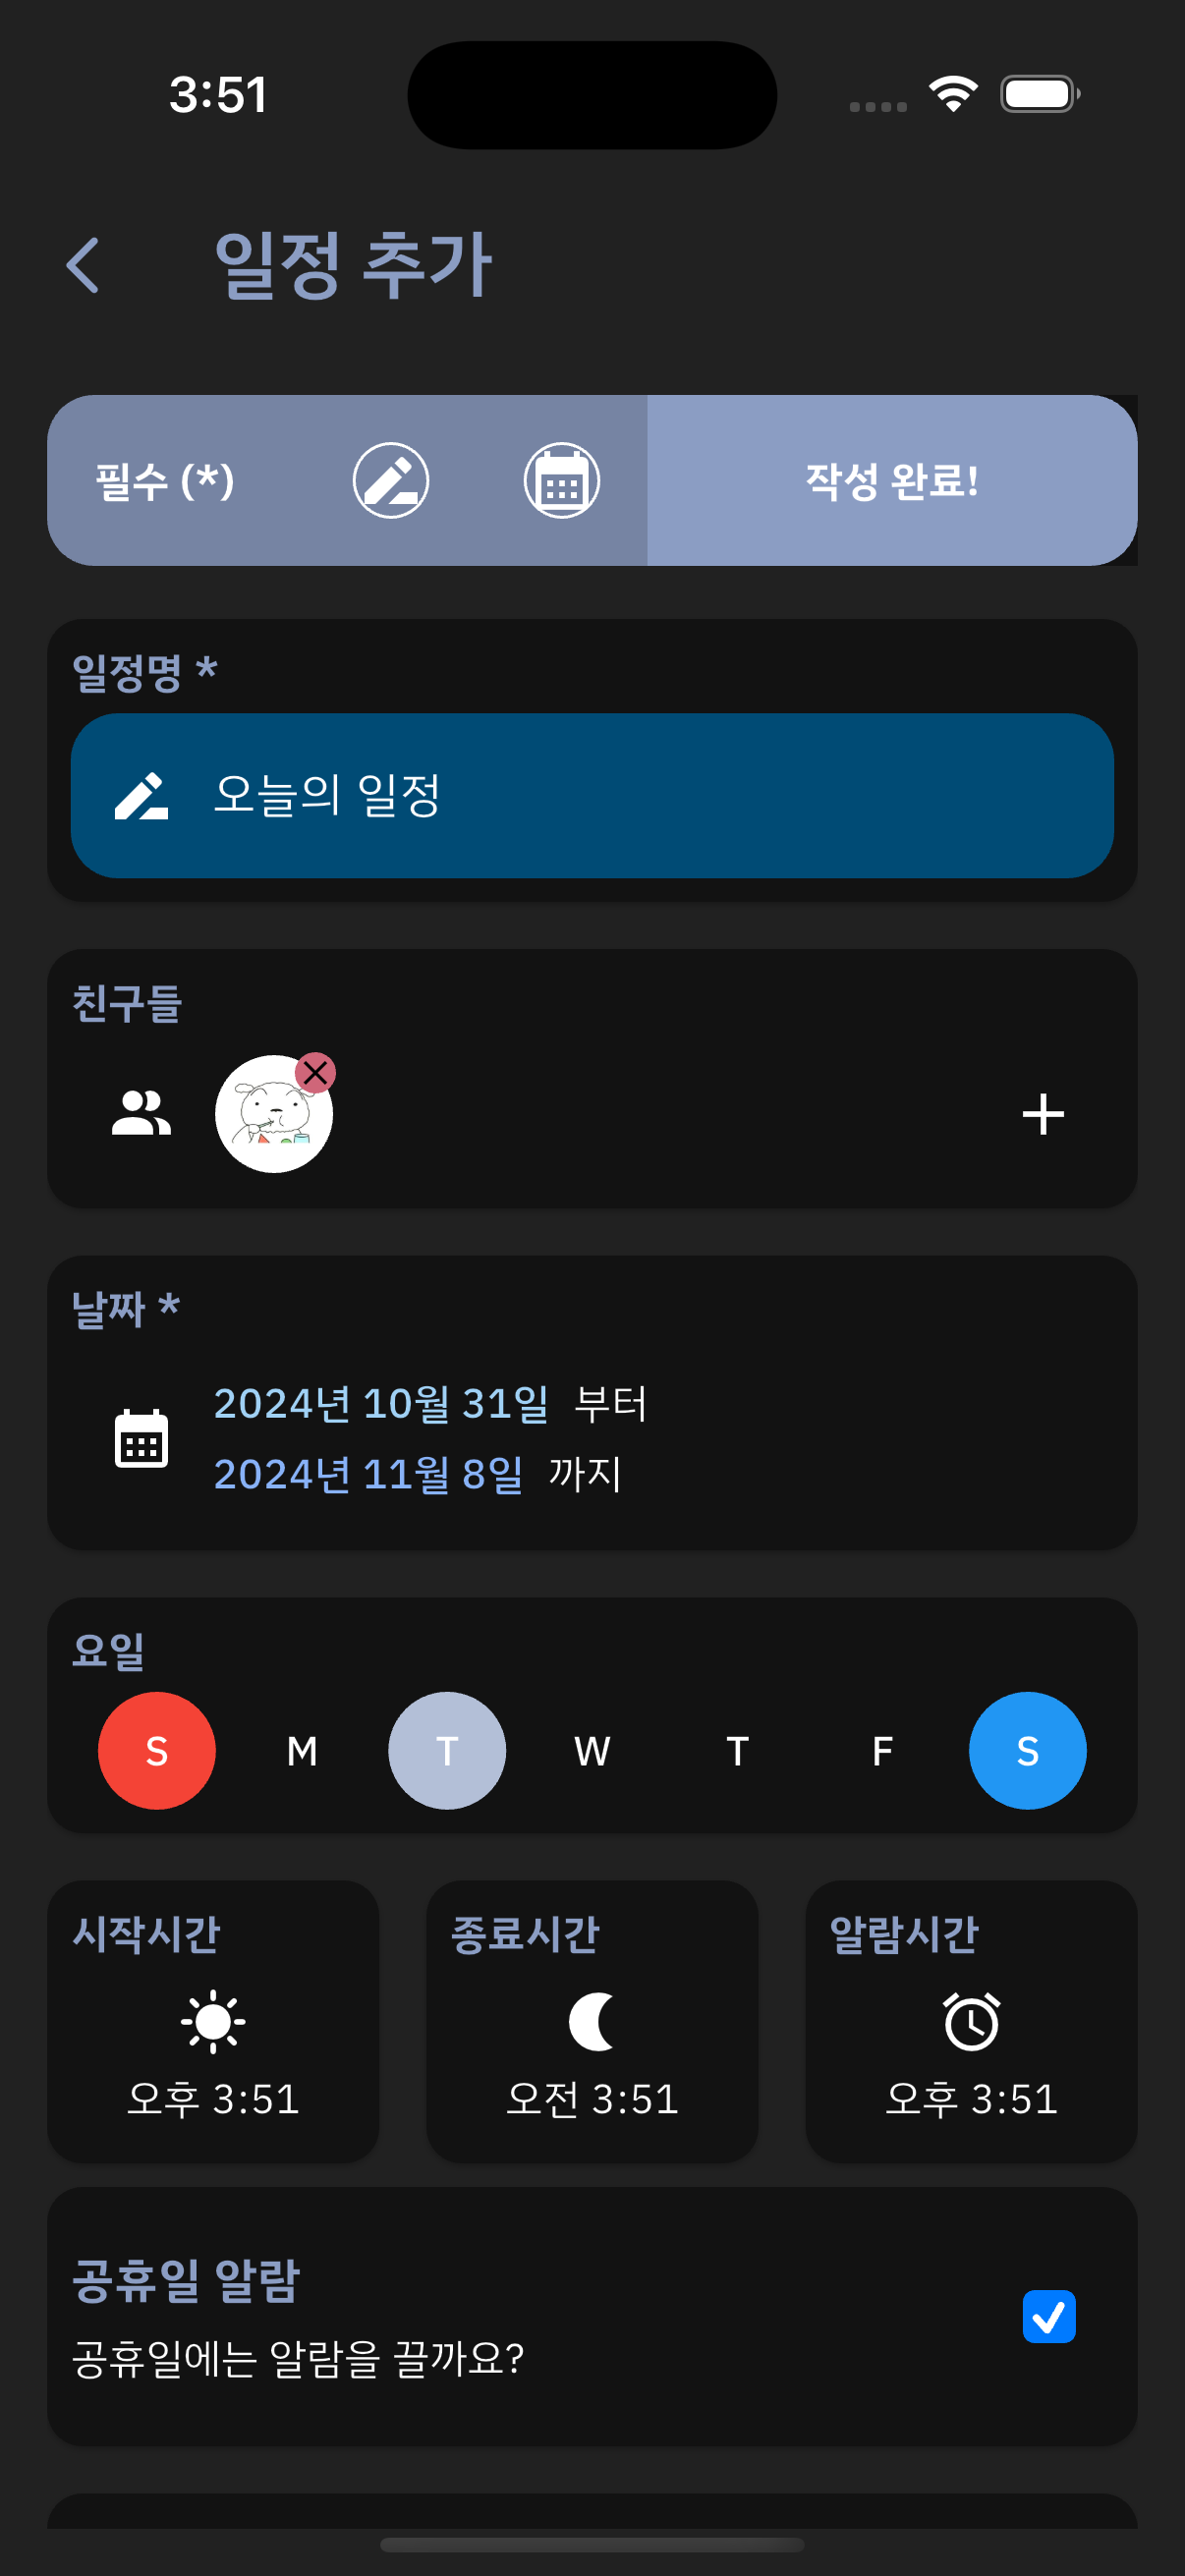 3:51
일정 추가
필수 (*)
작성 완료!
일정명 *
오늘의 일정
친구들
날짜 *
2024년 10월 31일 부터
2024년 11월 8일 까지
요일
S M T W T F S
시작시간 종료시간 알람시간
오후 3:51 오전 3:51 오후 3:51
공휴일 알람
공휴일에는 알람을 끌까요?